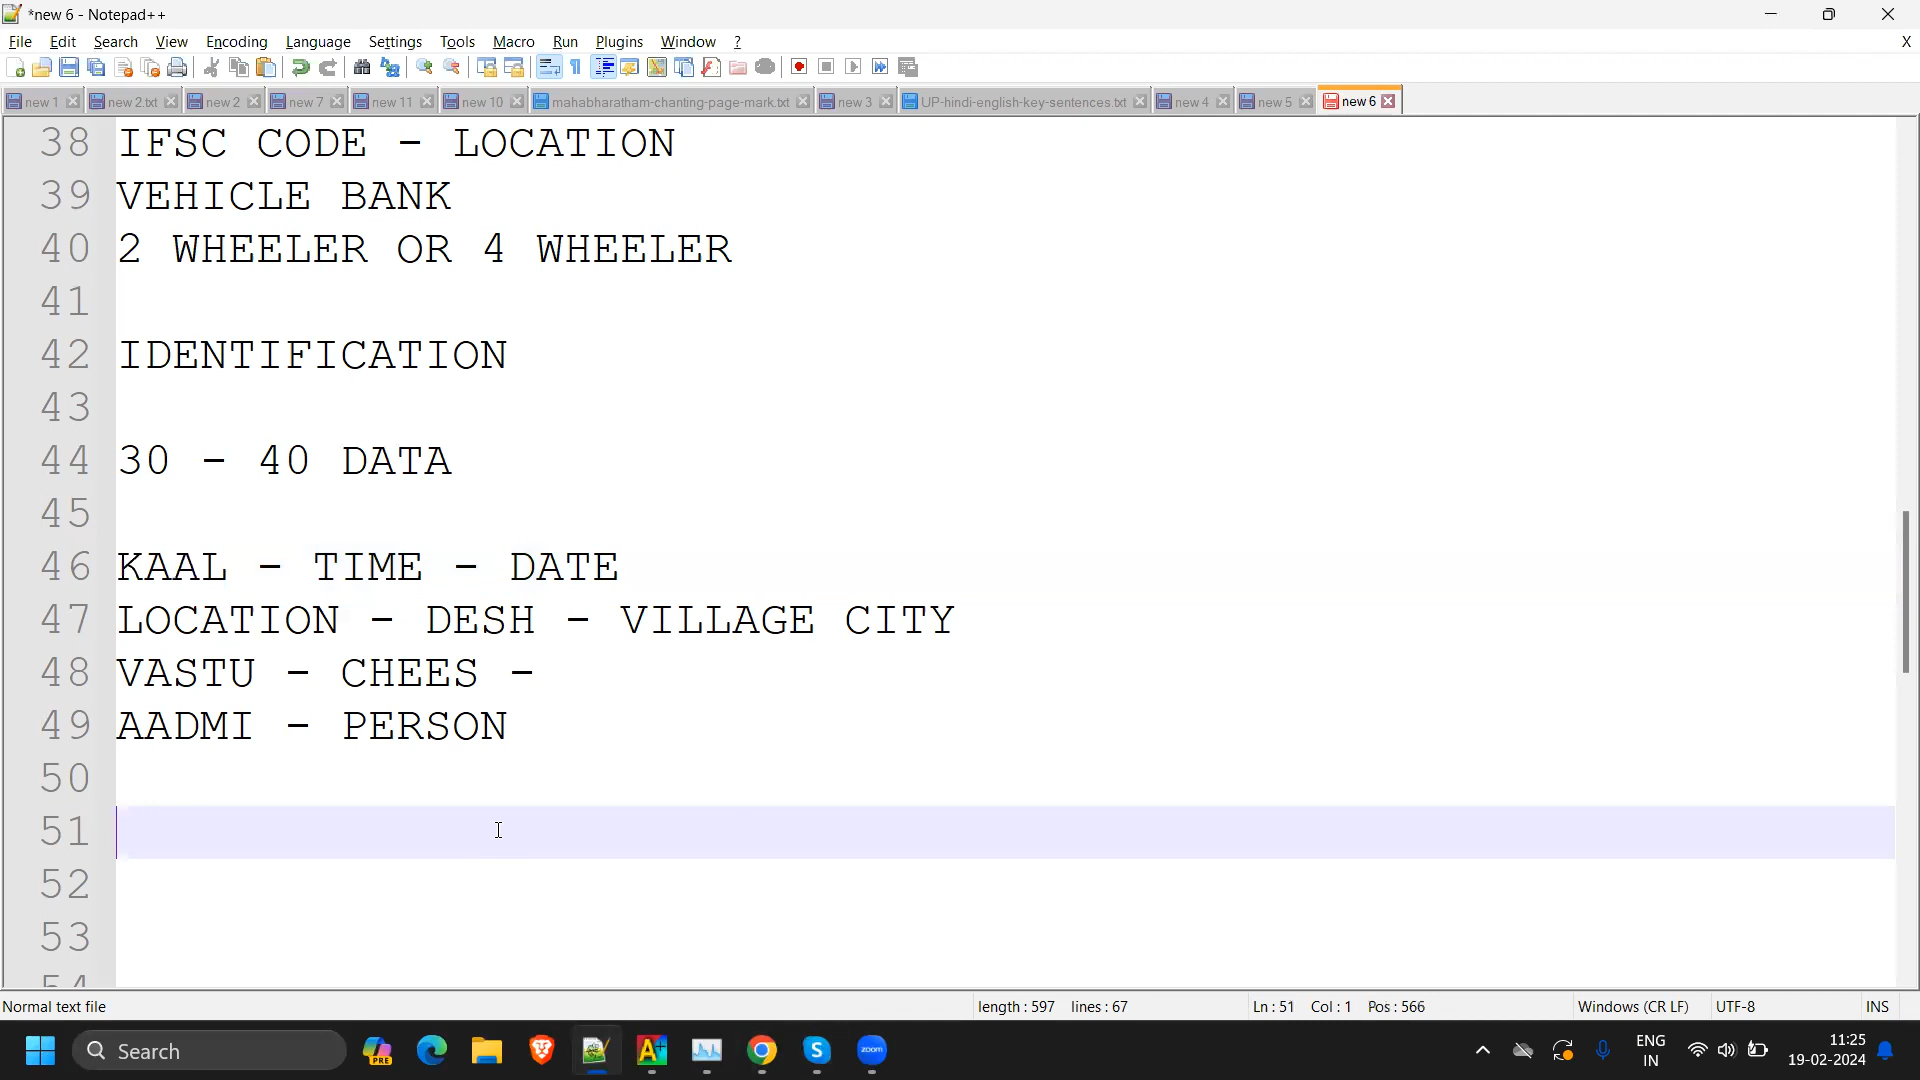 *new 6 - Notepad++
File Edit Search View Encoding Language Settings Tools Macro Run Plugins Window ? X
new 1 new 2.txt new 2 new 7 new 11 new 10 mahabharatham-chanting-page-mark.txt new 3 UP-hindi-english-key-sentences.txt new 4 new 5 new 6
38 IFSC CODE - LOCATION
39 VEHICLE BANK
40 2 WHEELER OR 4 WHEELER
41
42 IDENTIFICATION
43
44 30 - 40 DATA
45
46 KAAL - TIME - DATE
47 LOCATION - DESH - VILLAGE CITY
48 VASTU - CHEES -
49 AADMI - PERSON
50
51
52
53
54
Normal text file length : 597 lines : 67 Ln : 51 Col : 1 Pos : 566 Windows (CR LF) UTF-8 INS
Search PRE zoom ENG IN 11:25 19-02-2024